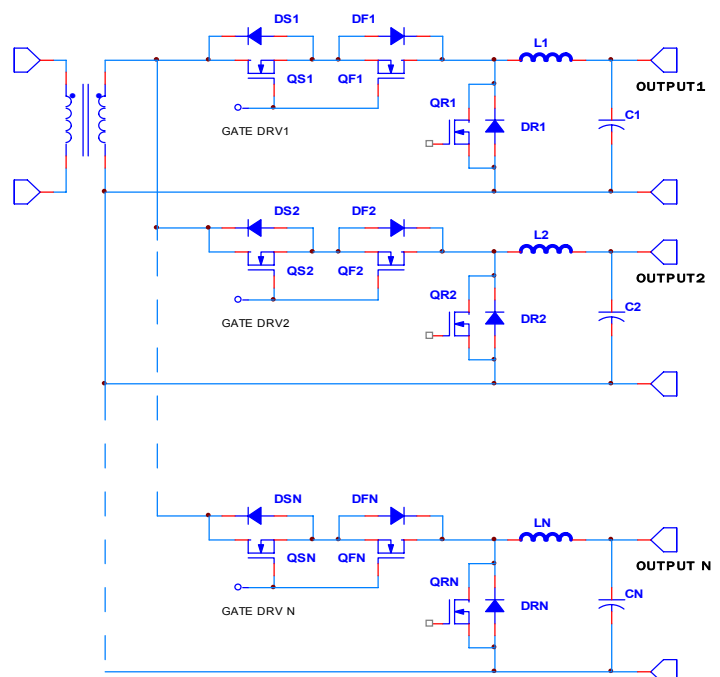 DS1 DF1
L1
QS1 QF1
OUTPUT1
QR1
C1
DR1
GATE DRV1
DS2 DF2
L2
QS2 QF2
OUTPUT2
QR2
C2
DR2
GATE DRV2
DSN DFN
LN
QSN QFN
OUTPUT N
QRN
CN
DRN
GATE DRV N